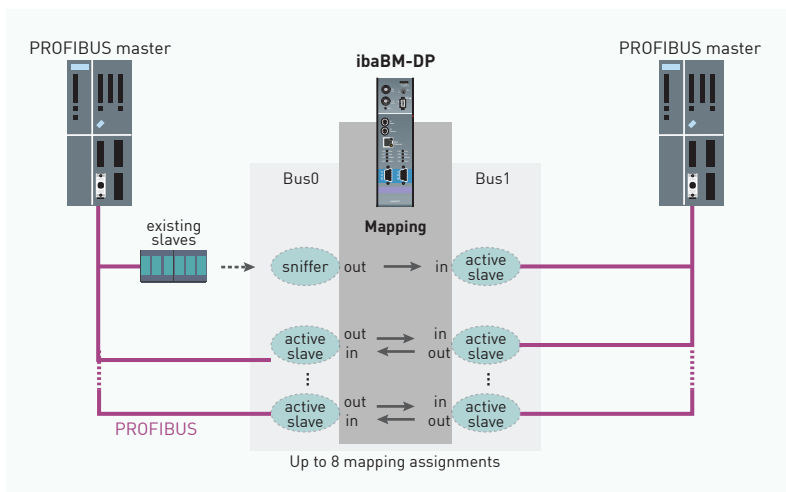 PROFIBUS master
ibaBM-DP
PROFIBUS master
Bus0
Bus1
Mapping
existing
slaves
sniffer
out
in
active
slave
active
slave
out
in
in
out
active
slave
active
slave
out
in
in
out
active
slave
PROFIBUS
Up to 8 mapping assignments